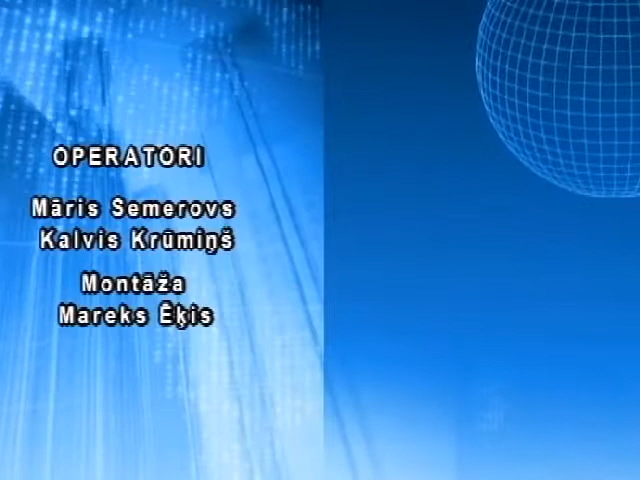 OPERATORI
Māris Semerovs
Kalvis Krūmiņš
Montāža
Mareks Ēķis